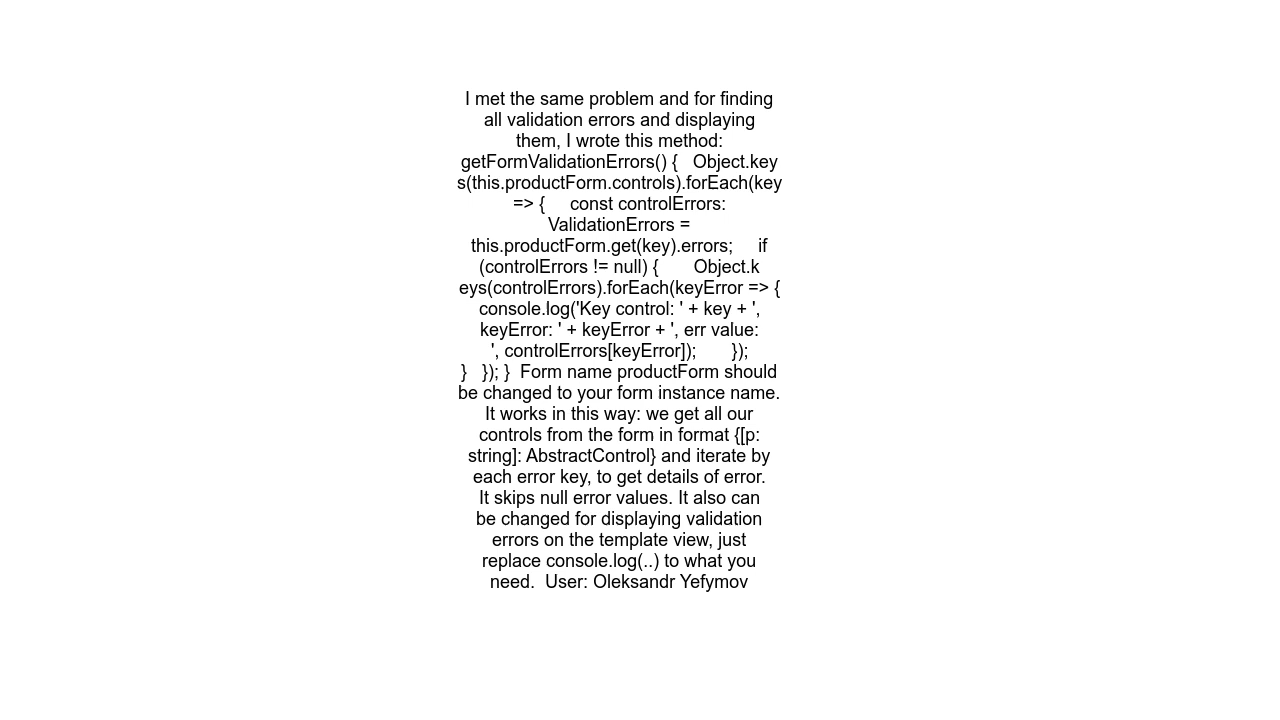 I met the same problem and for finding
all validation errors and displaying
them, I wrote this method:
getFormValidationErrors() {   Object.key
s(this.productForm.controls).forEach(key
=> {     const controlErrors:
ValidationErrors =
this.productForm.get(key).errors;     if
(controlErrors != null) {       Object.k
eys(controlErrors).forEach(keyError => {
console.log('Key control: ' + key + ',
keyError: ' + keyError + ', err value:
', controlErrors[keyError]);       });
}   }); }  Form name productForm should
be changed to your form instance name.
It works in this way: we get all our
controls from the form in format {[p:
string]: AbstractControl} and iterate by
each error key, to get details of error.
It skips null error values. It also can
be changed for displaying validation
errors on the template view, just
replace console.log(..) to what you
need.  User: Oleksandr Yefymov